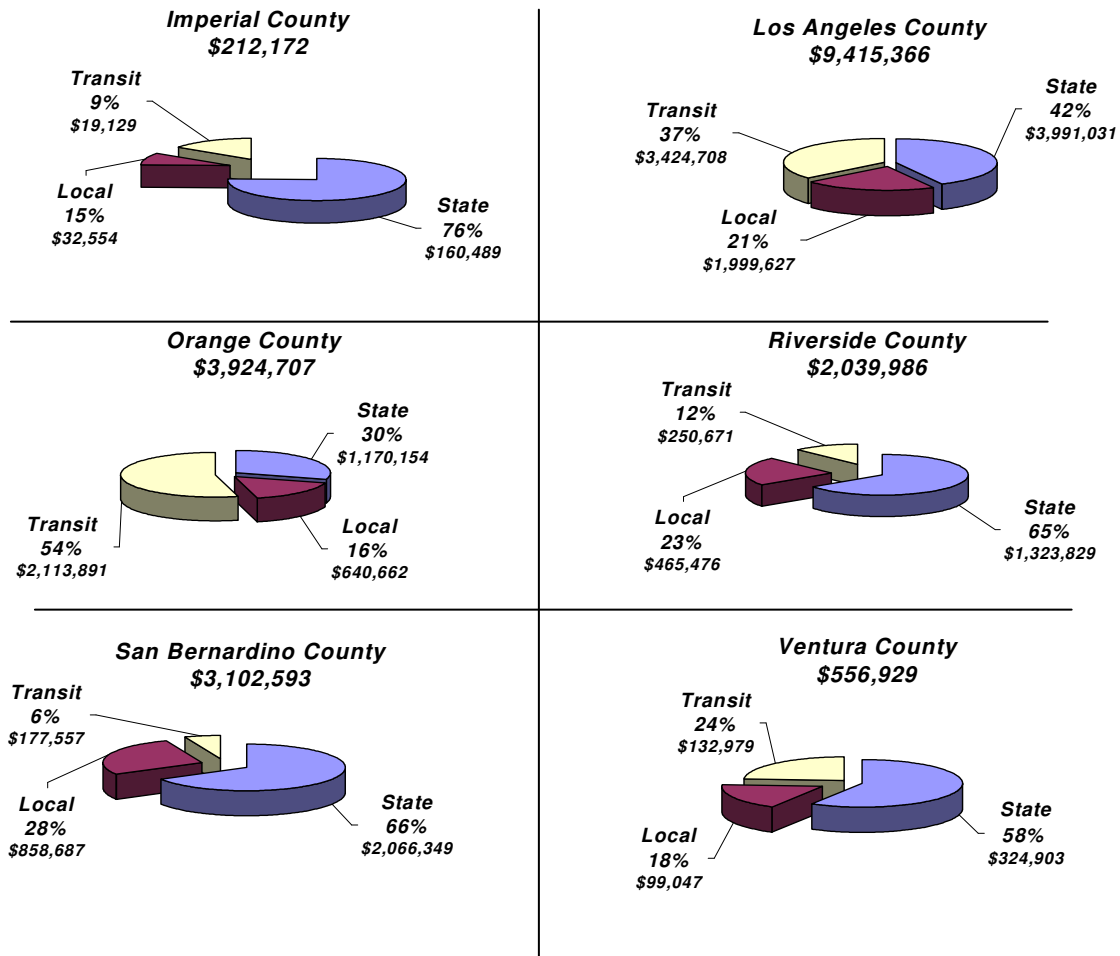 Imperial County
$212,172
Transit
9%
$19,129
Local
15%
$32,554
State
76%
$160,489
Los Angeles County
$9,415,366
Transit
37%
$3,424,708
State
42%
$3,991,031
Local
21%
$1,999,627
Orange County
$3,924,707
State
30%
$1,170,154
Transit
54%
$2,113,891
Local
16%
$640,662
Riverside County
$2,039,986
Transit
12%
$250,671
Local
23%
$465,476
State
65%
$1,323,829
San Bernardino County
$3,102,593
Transit
6%
$177,557
Local
28%
$858,687
State
66%
$2,066,349
Ventura County
$556,929
Transit
24%
$132,979
Local
18%
$99,047
State
58%
$324,903